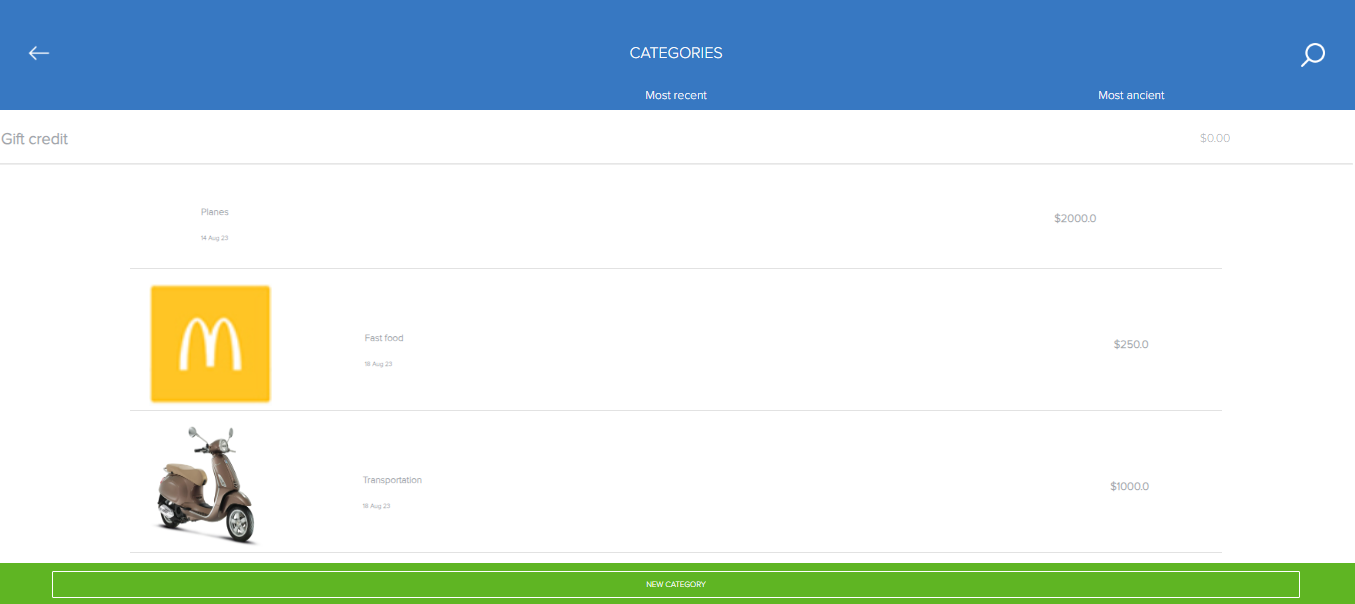 CATEGORIES
Most recent
Most ancient
Gift credit
$0.00
Planes
$2000.0
14 Aug 23
Fast food
$250.0
18 Aug 23
Transportation
$1000.0
18 Aug 23
NEW CATEGORY